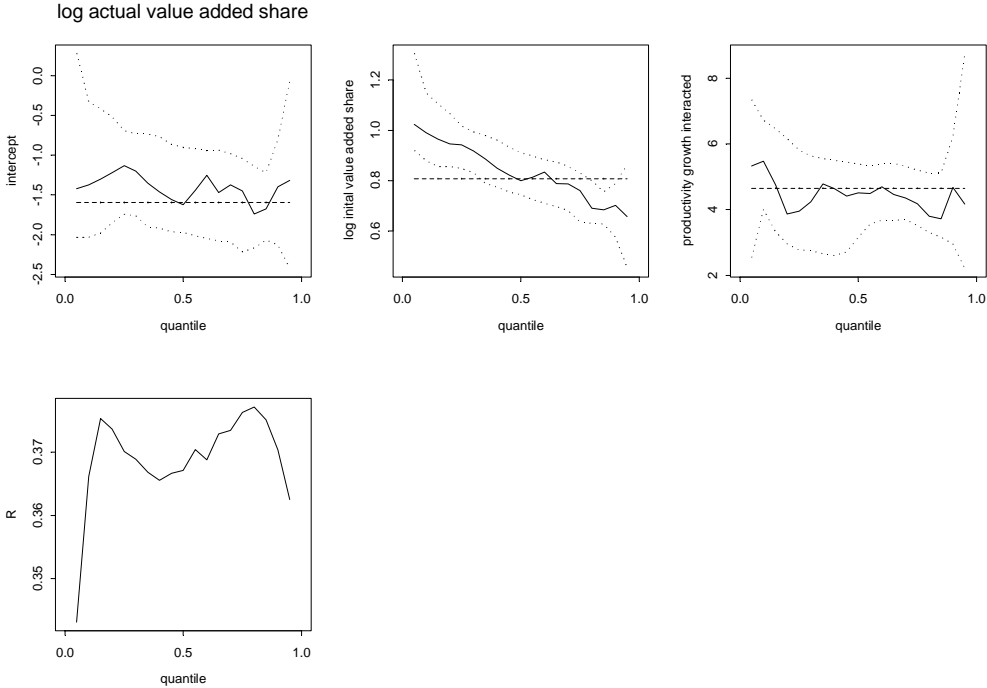 log actual value added share
intercept
0.0
-0.5
-1.0
-1.5
-2.0
-2.5
0.0 0.5 1.0
quantile
log inital value added share
1.2
1.0
0.8
0.6
0.0 0.5 1.0
quantile
productivity growth interacted
8
6
4
2
0.0 0.5 1.0
quantile
R
0.37
0.36
0.35
0.0 0.5 1.0
quantile